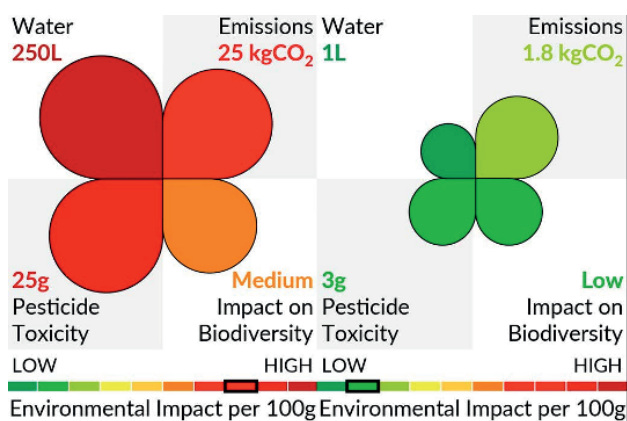 Water
250L
Emissions
25 kgCO₂
25g
Pesticide
Toxicity
Medium
Impact on
Biodiversity
LOW
HIGH
Environmental Impact per 100g
Water
1L
Emissions
1.8 kgCO₂
3g
Pesticide
Toxicity
Low
Impact on
Biodiversity
LOW
HIGH
Environmental Impact per 100g